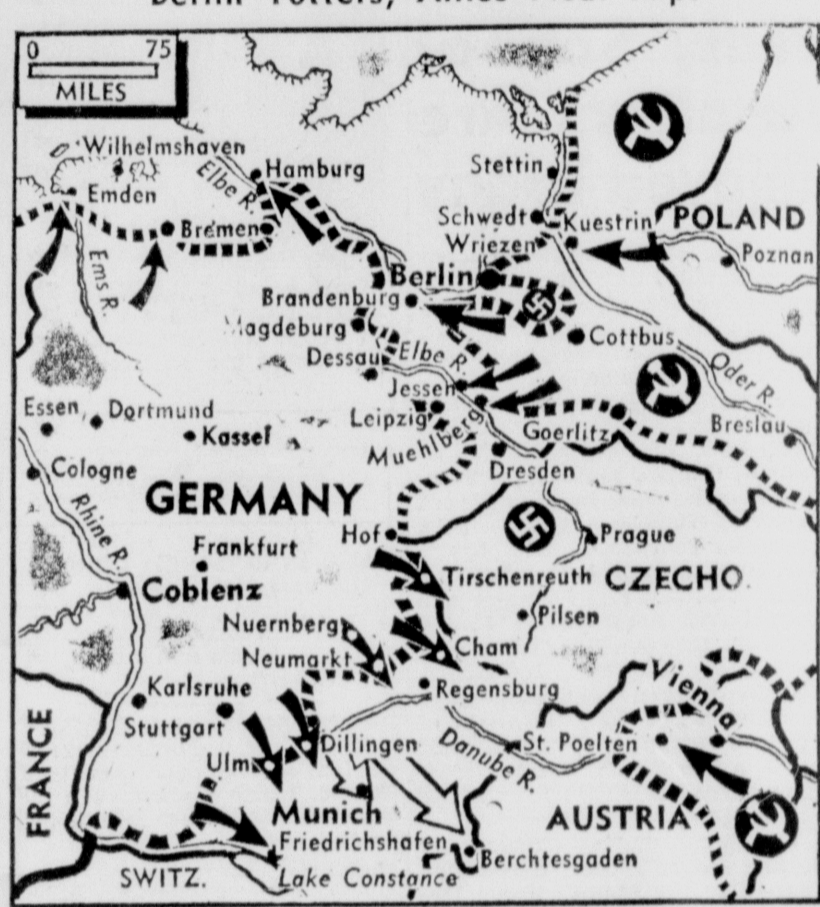 0 75
MILES
Wilhelmshaven
Elbe R.
Hamburg
Stettin
Emden
Schwedt
Kuestrin
POLAND
Bremen
Wriezen
Poznan
Ems R.
Berlin
Brandenburg
Magdeburg
Cottbus
Dessau
Elbe R.
Oder R.
Jessen
Essen
Dortmund
Leipzig
Kassel
Muehlberg
Goerlitz
Breslau
Cologne
Dresden
GERMANY
Rhine R.
Hof
Prague
Frankfurt
Tirschenreuth
CZECHO.
Coblenz
Pilsen
Nuernberg
Cham
Neumarkt
Vienna
Karlsruhe
Regensburg
Stuttgart
Dillingen
Danube R.
St. Poelten
Ulm
FRANCE
Munich
AUSTRIA
Friedrichshafen
Berchtesgaden
SWITZ.
Lake Constance